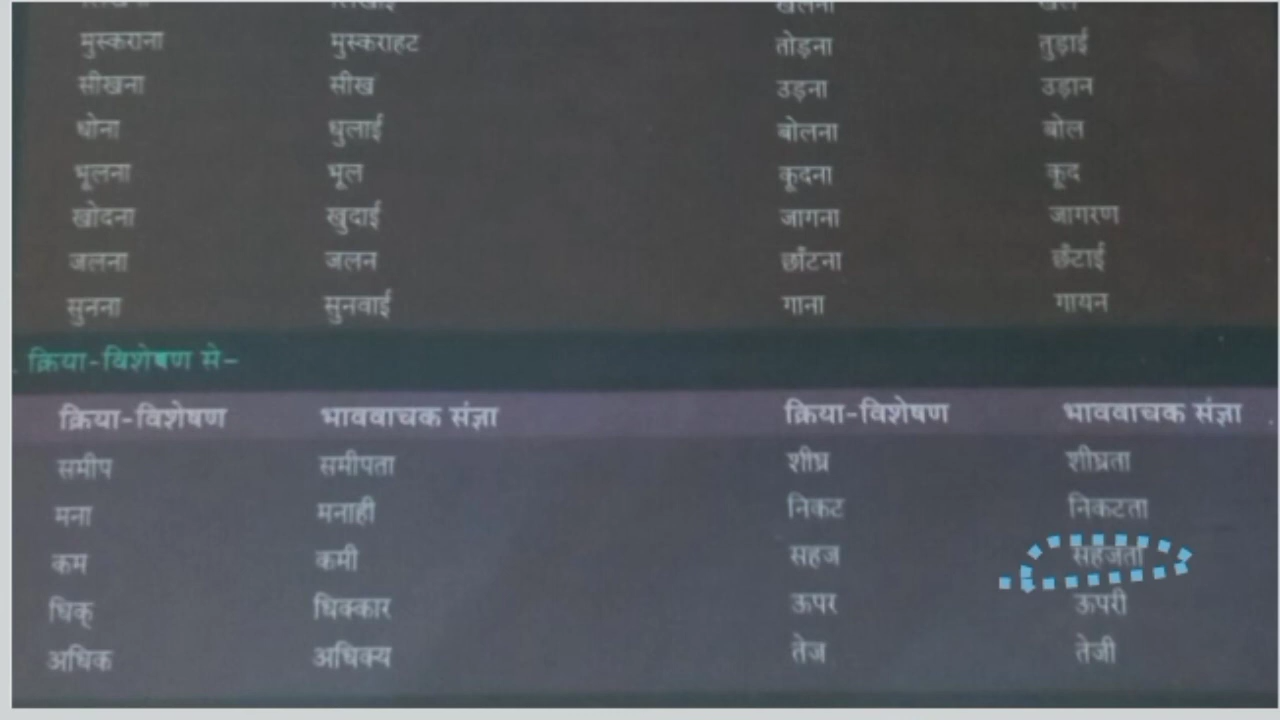 मुस्कराना मुस्कराहट तोड़ना तुड़ाई
सीखना सीख उड़ना उड़ान
धोना धुलाई बोलना बोल
भूलना भूल कूदना कूद
खोदना खुदाई जागना जागरण
जलना जलन छाँटना छँटाई
सुनना सुनवाई गाना गायन
. क्रिया-विशेषण से-
क्रिया-विशेषण भाववाचक संज्ञा क्रिया-विशेषण भाववाचक संज्ञा
समीप समीपता शीघ्र शीघ्रता
मना मनाही निकट निकटता
कम कमी सहज सहजता
धिक् धिक्कार ऊपर ऊपरी
अधिक अधिक्य तेज तेजी